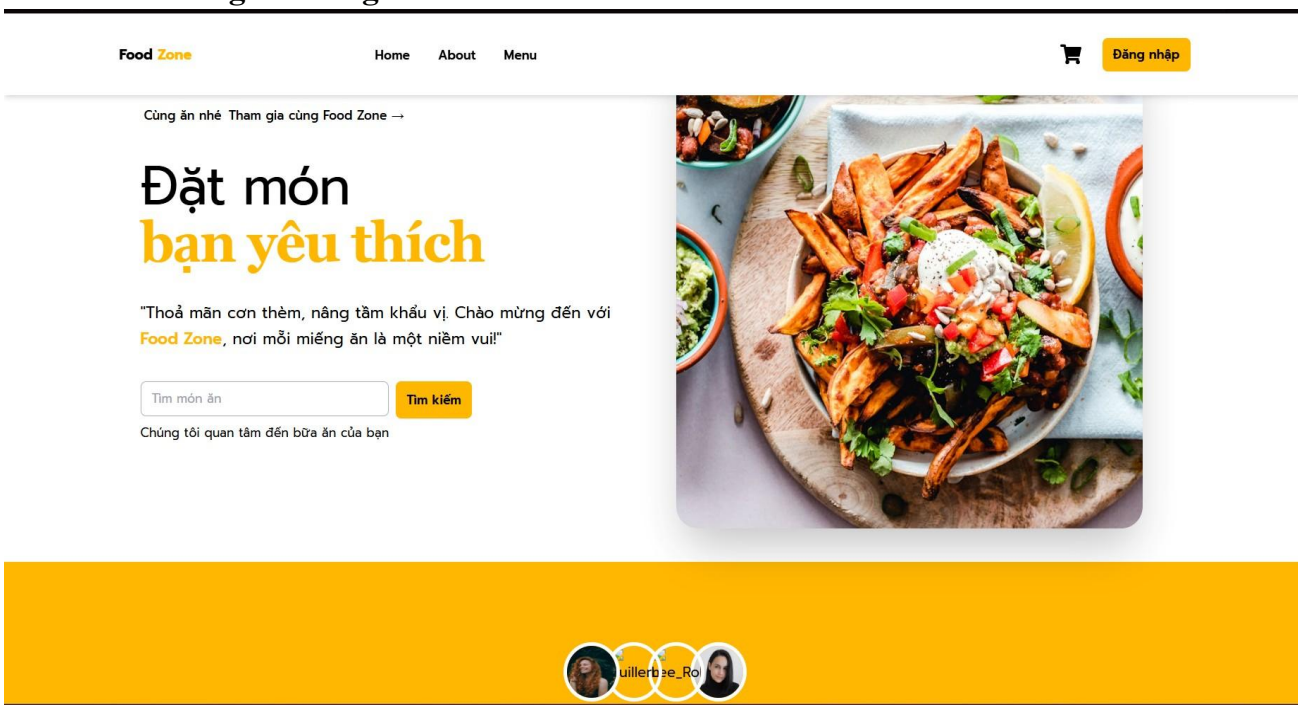 Food Zone
Home About Menu
Đăng nhập
Cùng ăn nhé Tham gia cùng Food Zone →
Đặt món
bạn yêu thích
"Thoả mãn cơn thèm, nâng tầm khẩu vị. Chào mừng đến với
Food Zone, nơi mỗi miếng ăn là một niềm vui!"
Tìm món ăn
Tìm kiếm
Chúng tôi quan tâm đến bữa ăn của bạn